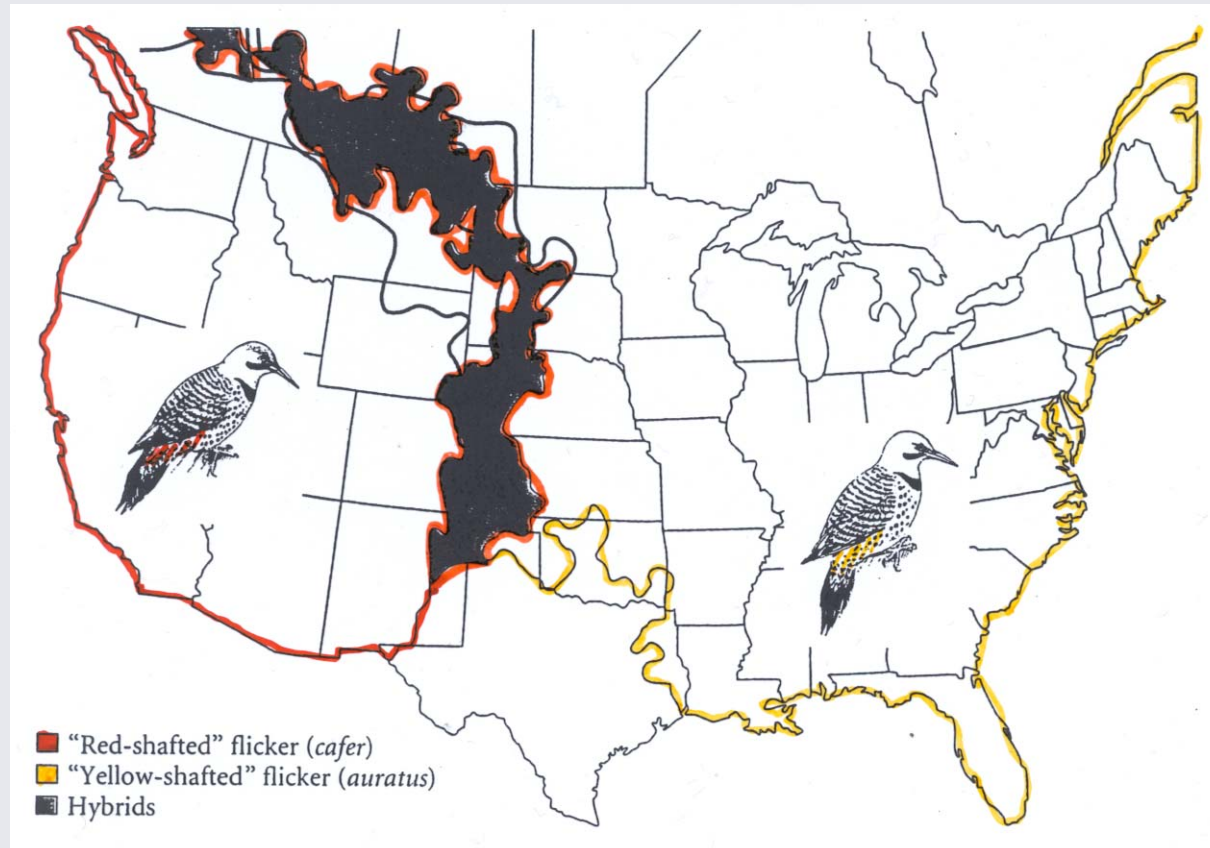 “Red-shafted” flicker (cafer)
“Yellow-shafted” flicker (auratus)
Hybrids